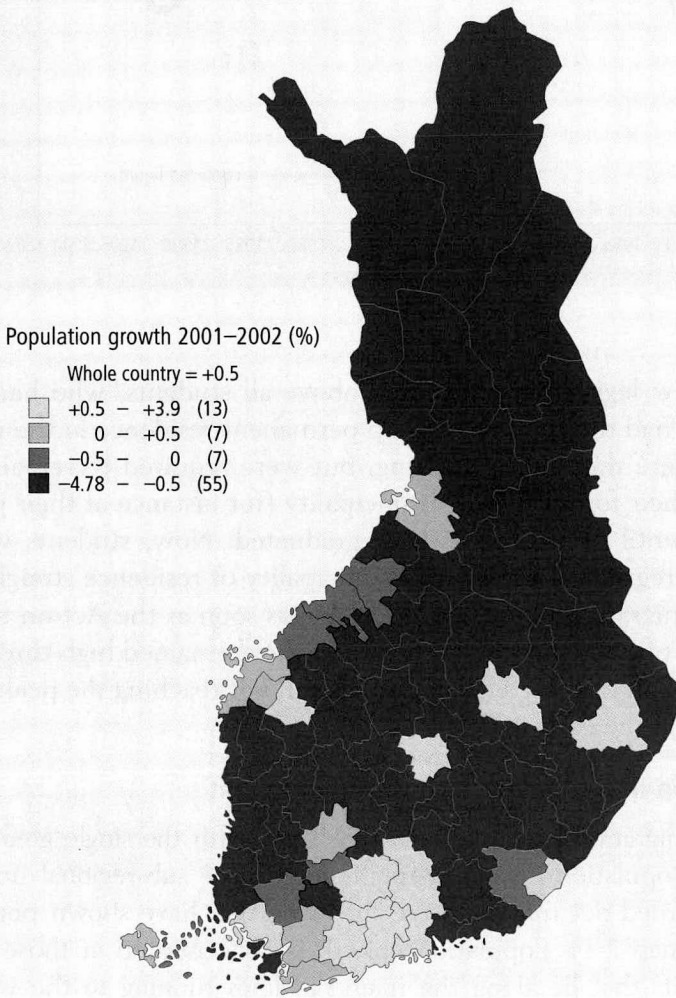 Population growth 2001–2002 (%)
Whole country = +0.5
+0.5 – +3.9 (13)
0 – +0.5 (7)
–0.5 – 0 (7)
–4.78 – –0.5 (55)